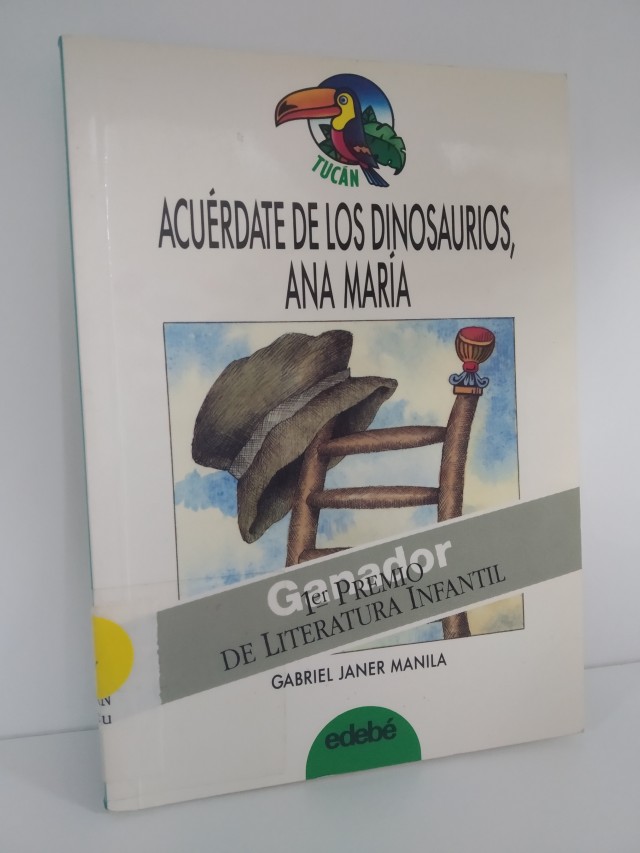 TUCÁN
ACUÉRDATE DE LOS DINOSAURIOS,
ANA MARÍA
Ganador
1er PREMIO
DE LITERATURA INFANTIL
GABRIEL JANER MANILA
edebé